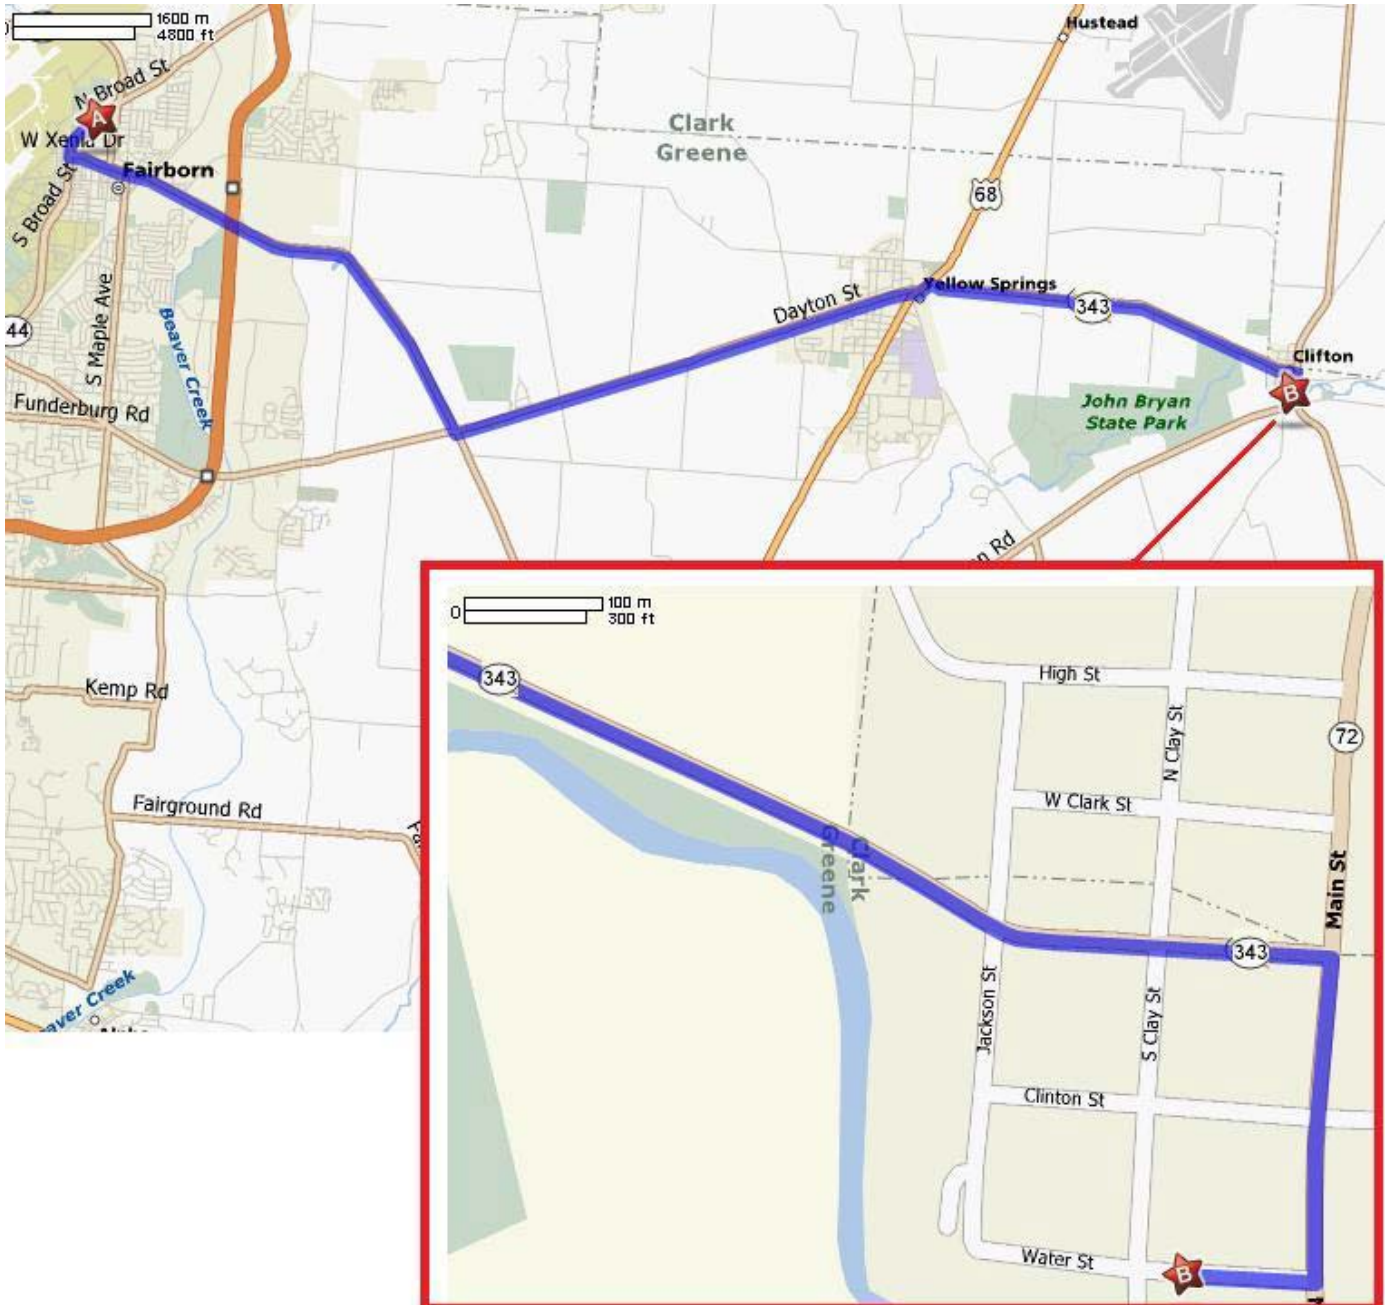 1600 m
4800 ft
Hustead
N Broad St
A
W Xenia Dr
Clark
Greene
Fairborn
68
S Broad St
Yellow Springs
Dayton St
343
S Maple Ave
Beaver Creek
44
Clifton
B
John Bryan
State Park
Funderburg Rd
Rd
Kemp Rd
Fairground Rd
Creek
0
100 m
300 ft
343
High St
N Clay St
72
W Clark St
Clark
Greene
Main St
343
Jackson St
S Clay St
Clinton St
Water St
B